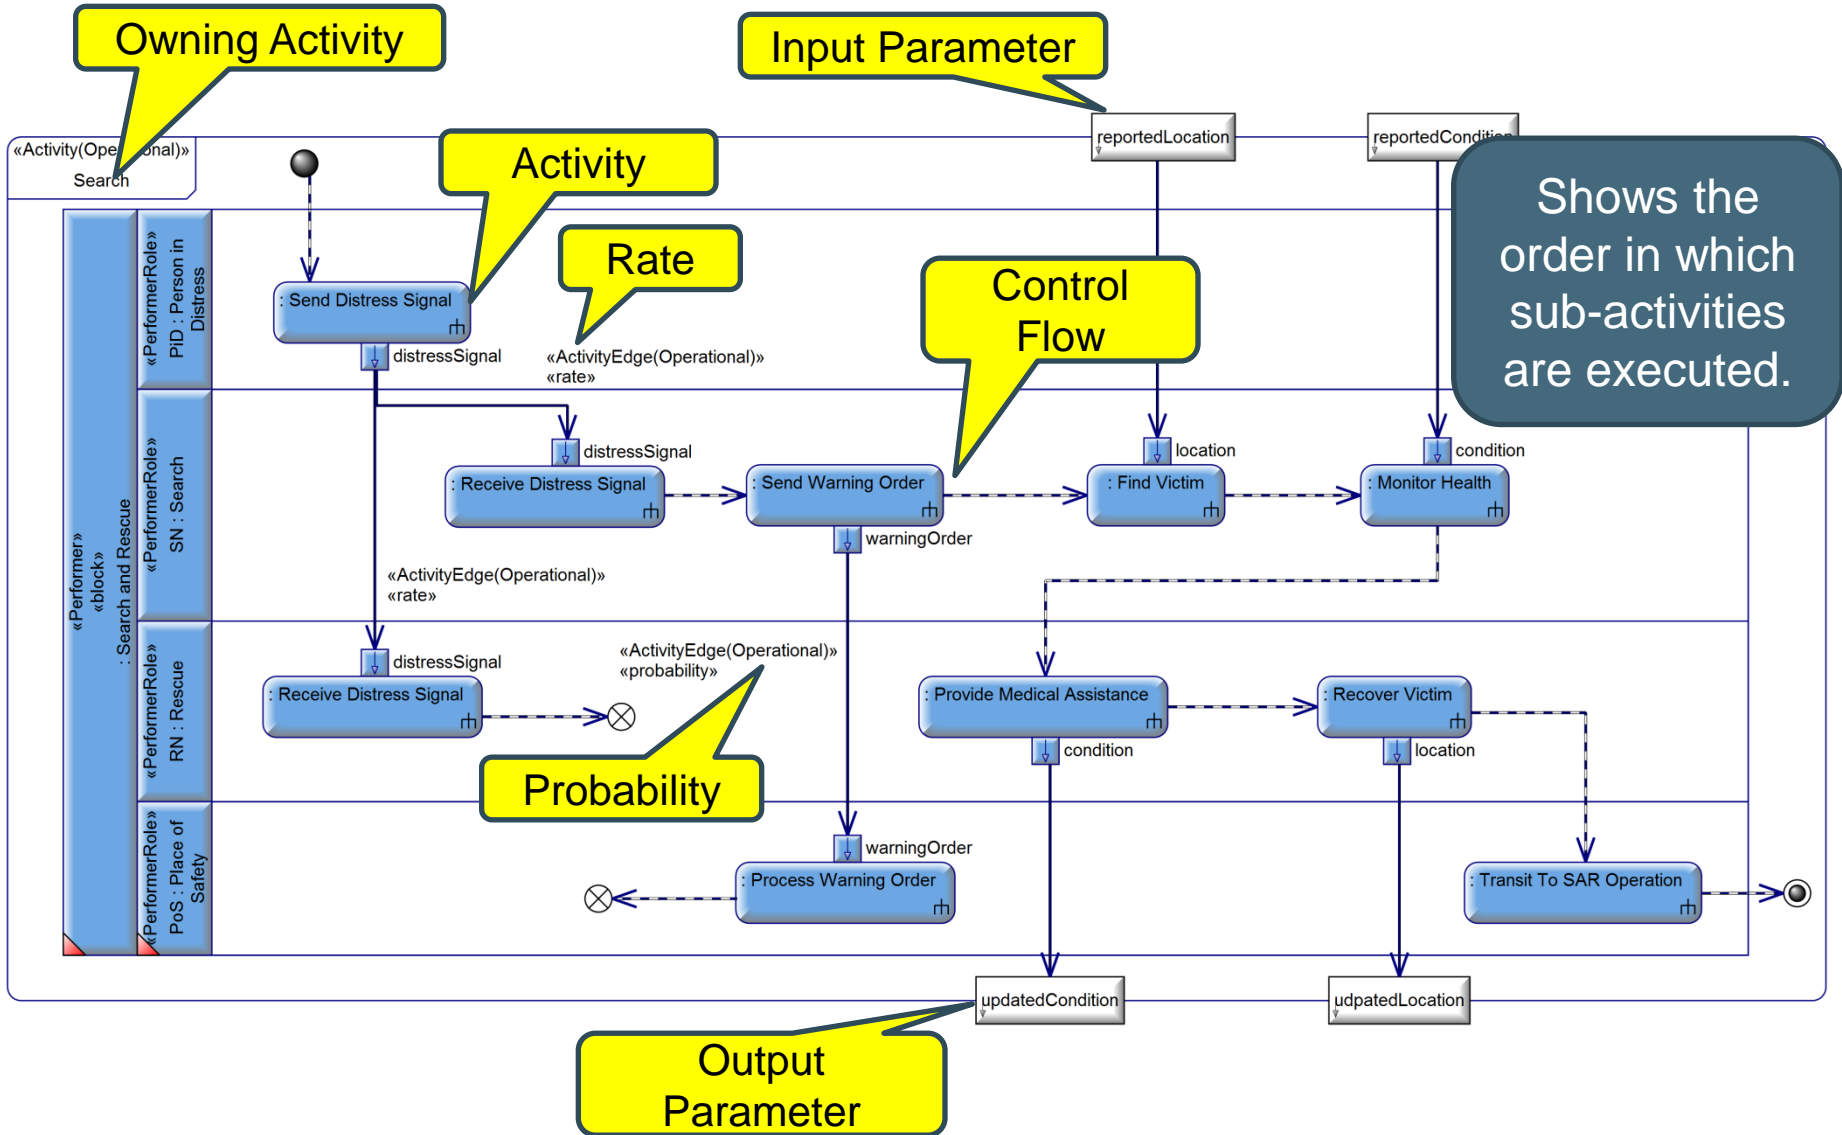 Owning Activity
Input Parameter
«Activity(Operational)»
Search
reportedLocation
reportedCondition
Activity
Shows the
order in which
sub-activities
are executed.
Rate
Control
Flow
«Performer»
«block»
: Search and Rescue
«PerformerRole»
PiD : Person in
Distress
: Send Distress Signal
distressSignal
«ActivityEdge(Operational)»
«rate»
«PerformerRole»
SN : Search
distressSignal
location
condition
: Receive Distress Signal
: Send Warning Order
: Find Victim
: Monitor Health
warningOrder
«ActivityEdge(Operational)»
«rate»
«PerformerRole»
RN : Rescue
distressSignal
«ActivityEdge(Operational)»
«probability»
: Receive Distress Signal
: Provide Medical Assistance
: Recover Victim
condition
location
Probability
«PerformerRole»
PoS : Place of
Safety
warningOrder
: Process Warning Order
: Transit To SAR Operation
updatedCondition
udpatedLocation
Output
Parameter